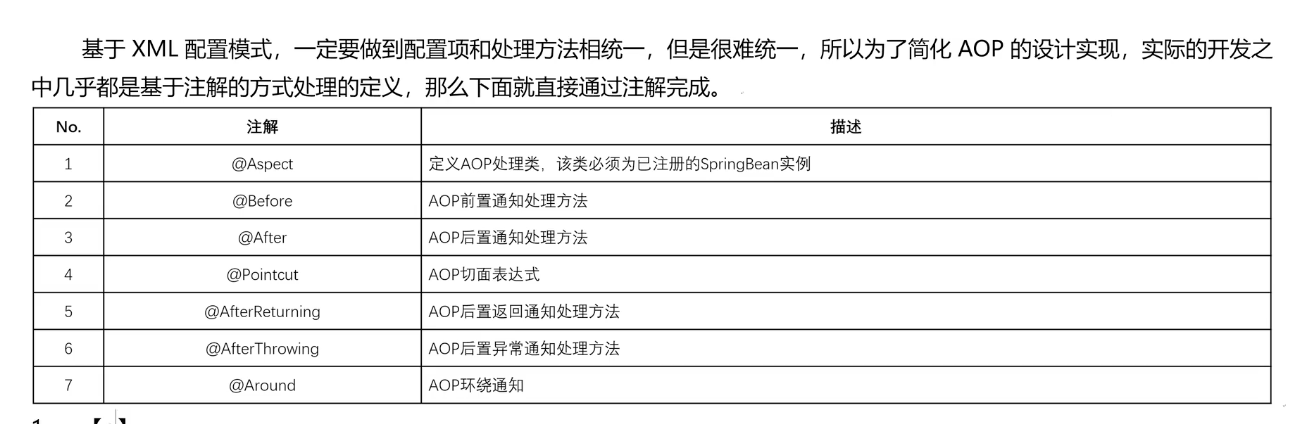 基于 XML 配置模式，一定要做到配置项和处理方法相统一，但是很难统一，所以为了简化 AOP 的设计实现，实际的开发之
中几乎都是基于注解的方式处理的定义，那么下面就直接通过注解完成。
No. 注解 描述
1 @Aspect 定义AOP处理类，该类必须为已注册的SpringBean实例
2 @Before AOP前置通知处理方法
3 @After AOP后置通知处理方法
4 @Pointcut AOP切面表达式
5 @AfterReturning AOP后置返回通知处理方法
6 @AfterThrowing AOP后置异常通知处理方法
7 @Around AOP环绕通知